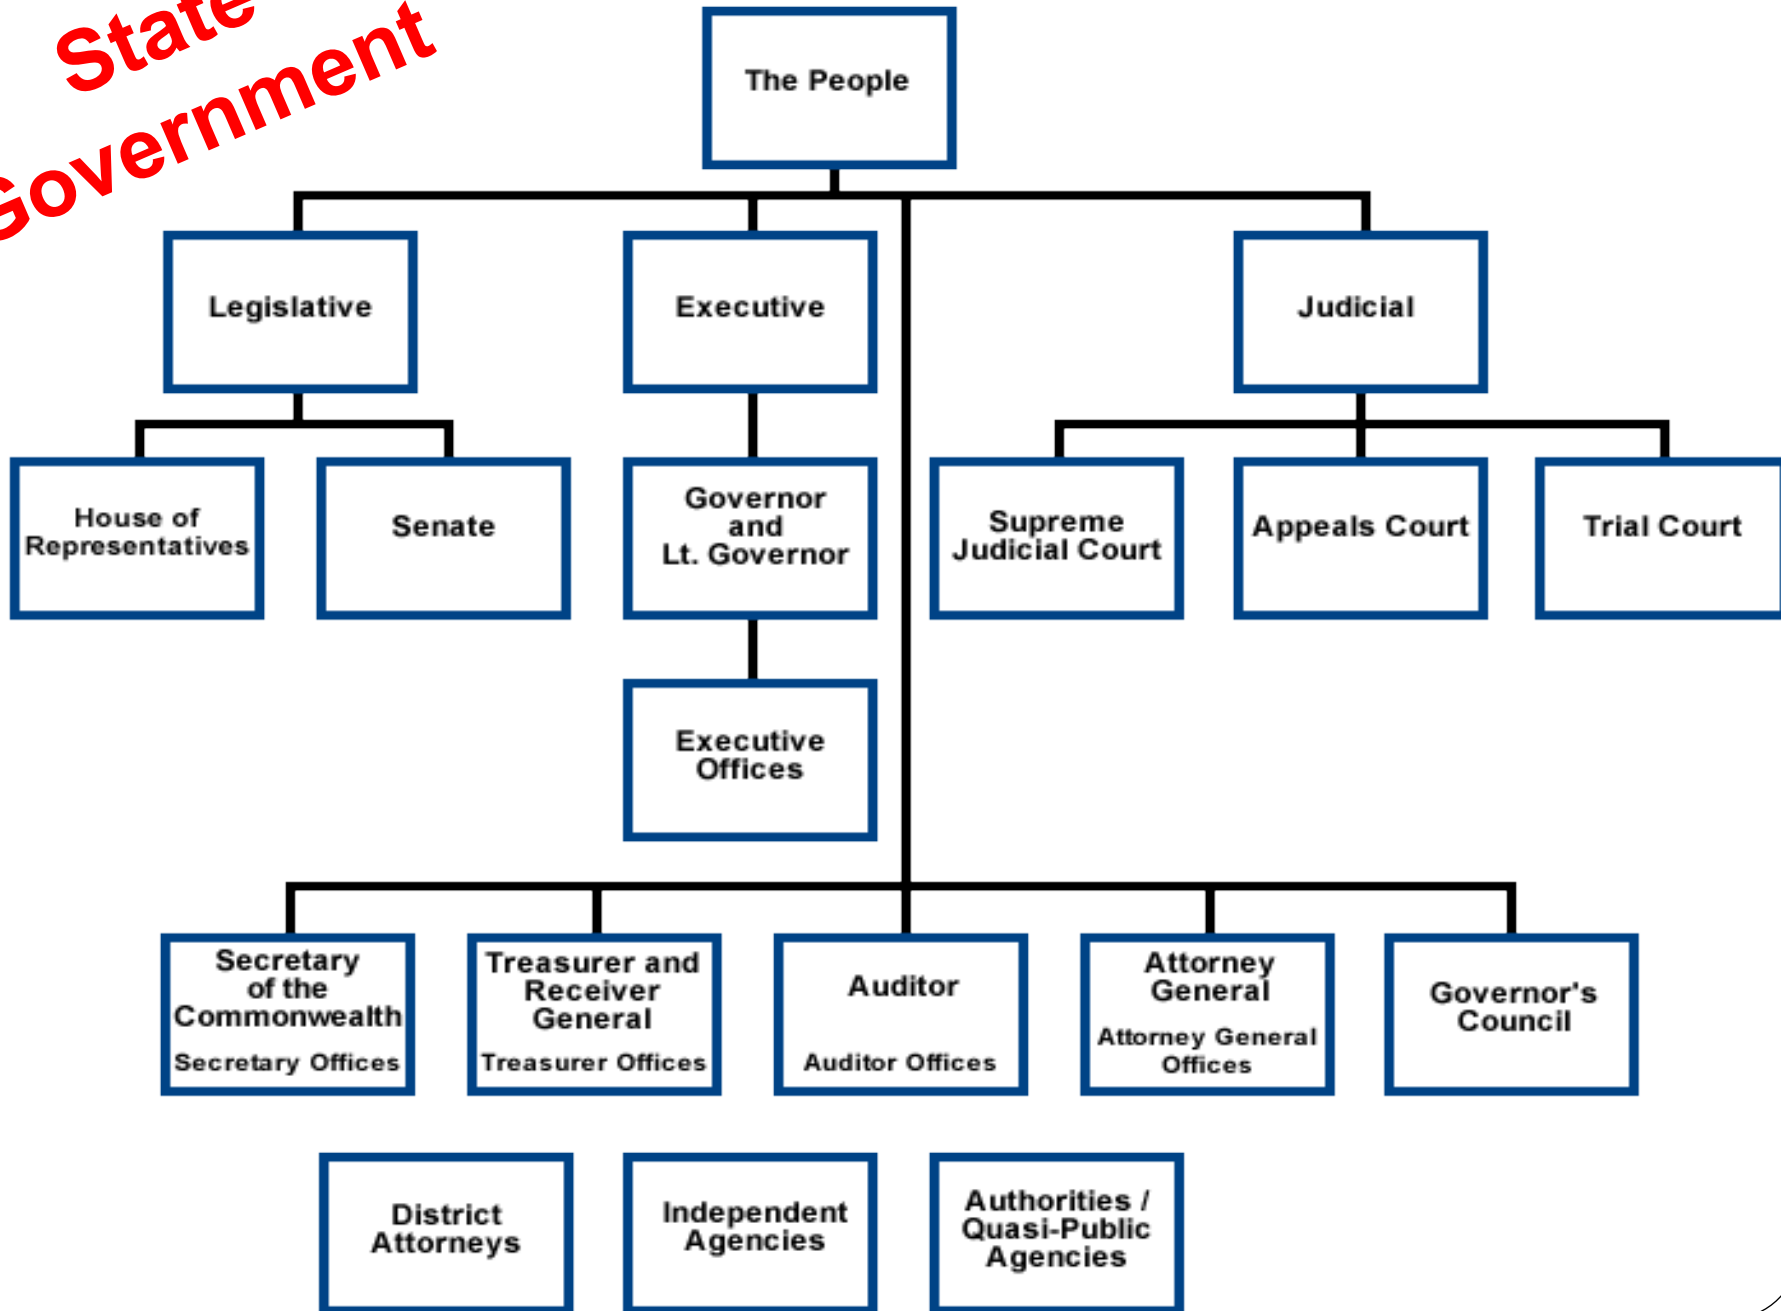 State
Government
The People
Legislative
Executive
Judicial
House of
Representatives
Senate
Governor
and
Lt. Governor
Supreme
Judicial Court
Appeals Court
Trial Court
Executive
Offices
Secretary
of the
Commonwealth
Secretary Offices
Treasurer and
Receiver
General
Treasurer Offices
Auditor
Auditor Offices
Attorney
General
Attorney General
Offices
Governor's
Council
District
Attorneys
Independent
Agencies
Authorities /
Quasi-Public
Agencies